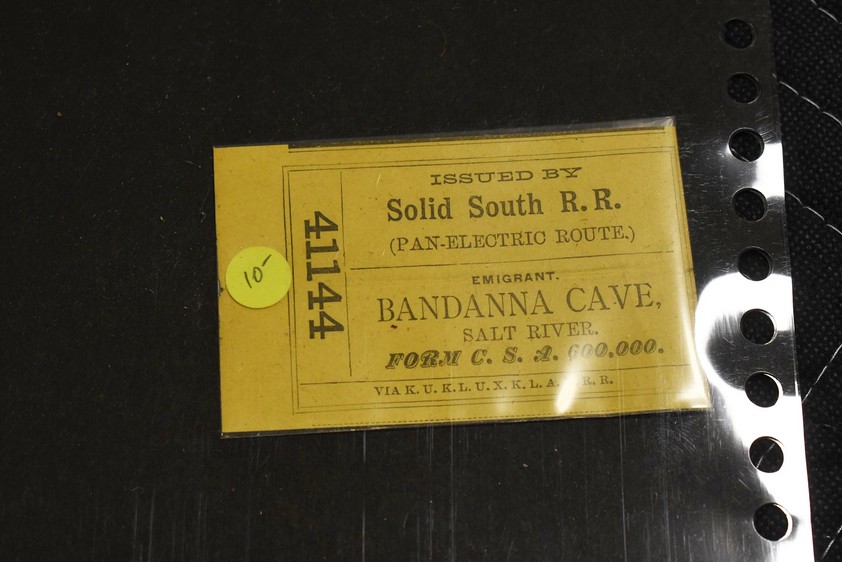 ISSUED BY
Solid South R. R.
(PAN-ELECTRIC ROUTE,)
41144
10-
EMIGRANT.
BANDANNA CAVE,
SALT RIVER.
FORM C. S. A. 600,000.
VIA K. U. K. L. U. X. K. L. A. R. R.